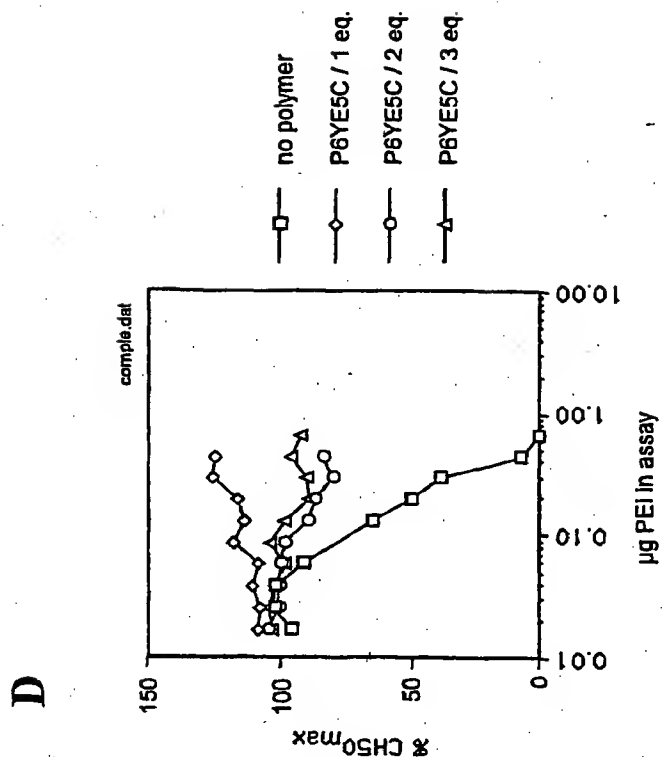 D
comple.dat
% CH50max
150
100
50
0
0.01
0.10
1.00
10.00
µg PEI in assay
no polymer
P6YE5C / 1 eq.
P6YE5C / 2 eq.
P6YE5C / 3 eq.